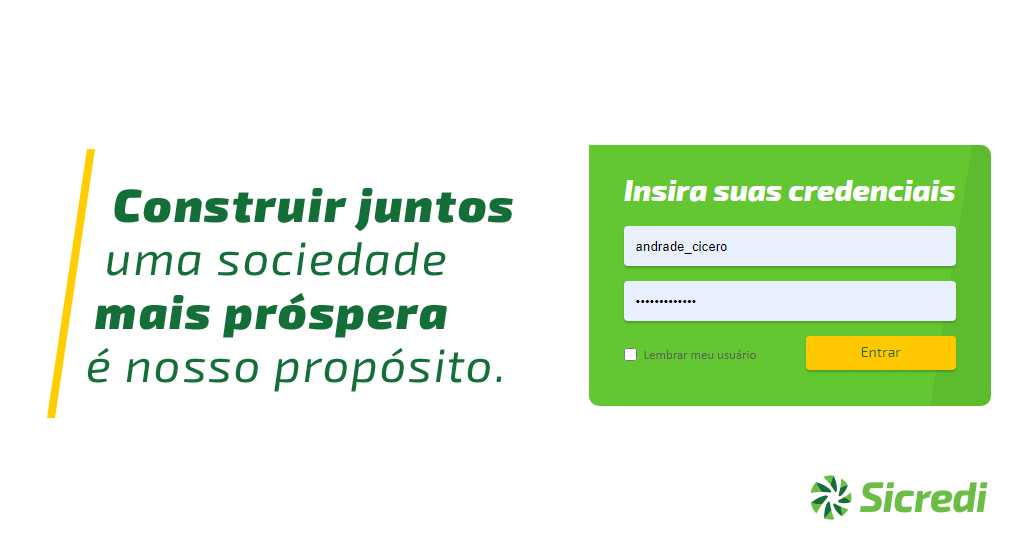 Construir juntos
uma sociedade
mais próspera
é nosso propósito.
Insira suas credenciais
andrade_cicero
•••••••••••••
Lembrar meu usuário
Entrar
Sicredi